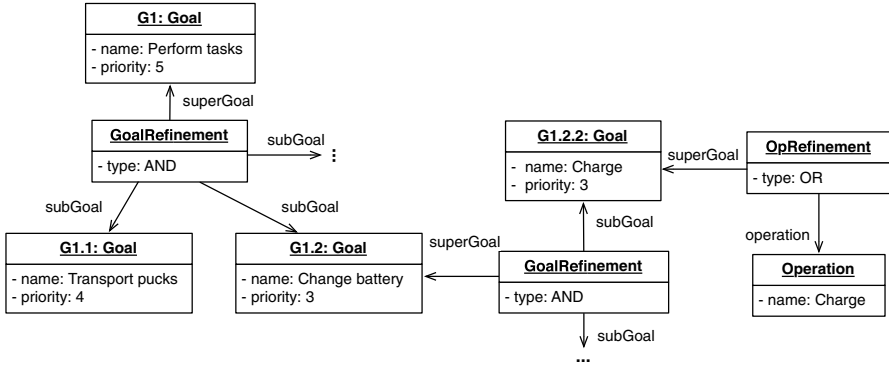 G1: Goal
- name: Perform tasks
- priority: 5
superGoal
GoalRefinement
- type: AND
subGoal
...
subGoal
subGoal
G1.1: Goal
- name: Transport pucks
- priority: 4
G1.2: Goal
- name: Change battery
- priority: 3
superGoal
G1.2.2: Goal
- name: Charge
- priority: 3
superGoal
OpRefinement
- type: OR
subGoal
operation
GoalRefinement
- type: AND
Operation
- name: Charge
subGoal
...